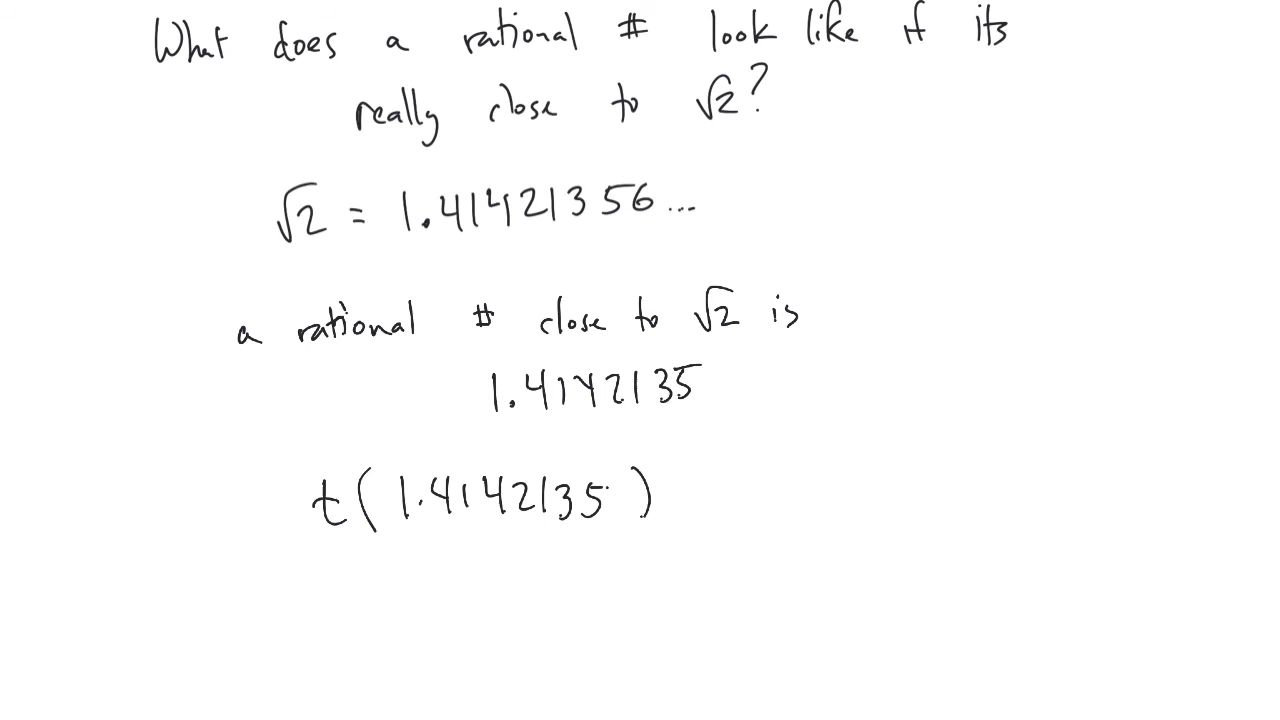 What does a rational # look like if its
really close to √2?
√2 = 1.41421356...
a rational # close to √2 is
1.4142135
t(1.4142135)